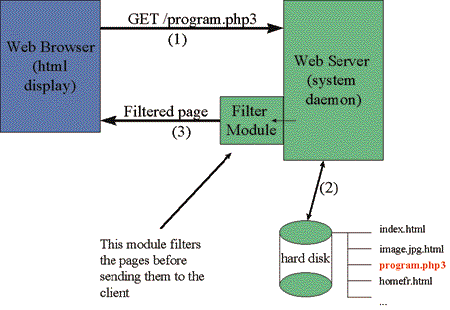 GET /program.php3
(1)
Web Browser
(html
display)
Web Server
(system
daemon)
Filtered page
(3)
Filter
Module
(2)
This module filters
the pages before
sending them to the
client
hard disk
index.html
image.jpg.html
program.php3
homefr.html
...